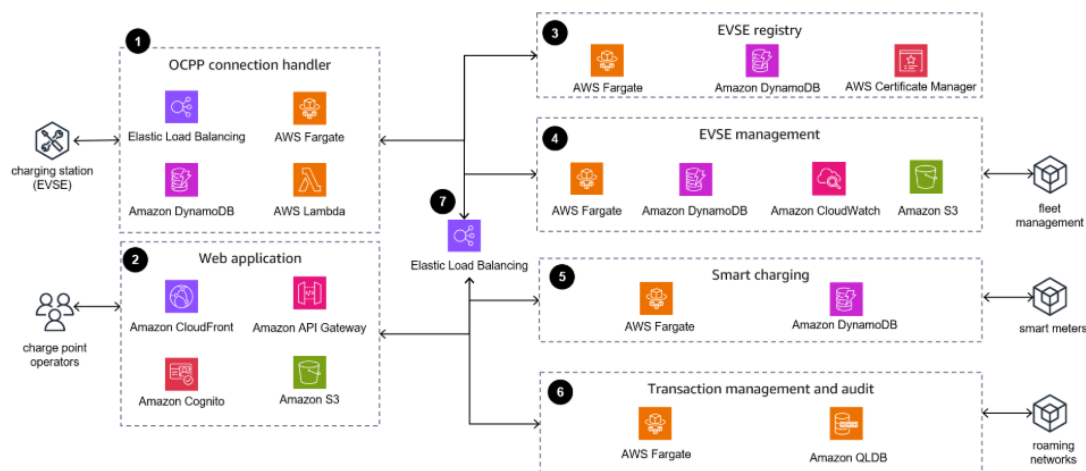 1
OCPP connection handler
Elastic Load Balancing
AWS Fargate
Amazon DynamoDB
AWS Lambda
charging station
(EVSE)
2
Web application
Amazon CloudFront
Amazon API Gateway
Amazon Cognito
Amazon S3
charge point
operators
7
Elastic Load Balancing
3
EVSE registry
AWS Fargate
Amazon DynamoDB
AWS Certificate Manager
4
EVSE management
AWS Fargate
Amazon DynamoDB
Amazon CloudWatch
Amazon S3
fleet
management
5
Smart charging
AWS Fargate
Amazon DynamoDB
smart meters
6
Transaction management and audit
AWS Fargate
Amazon QLDB
roaming
networks